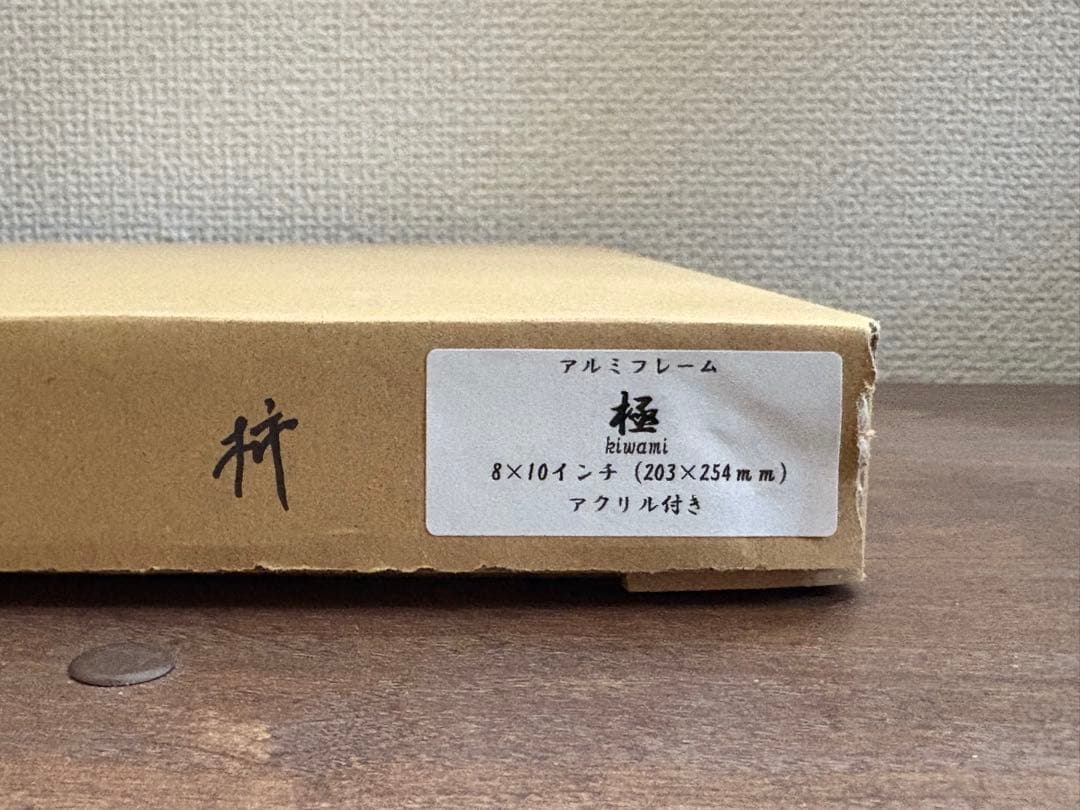 アルミフレーム
極
kiwami
8×10インチ (203×254mm)
アクリル付き